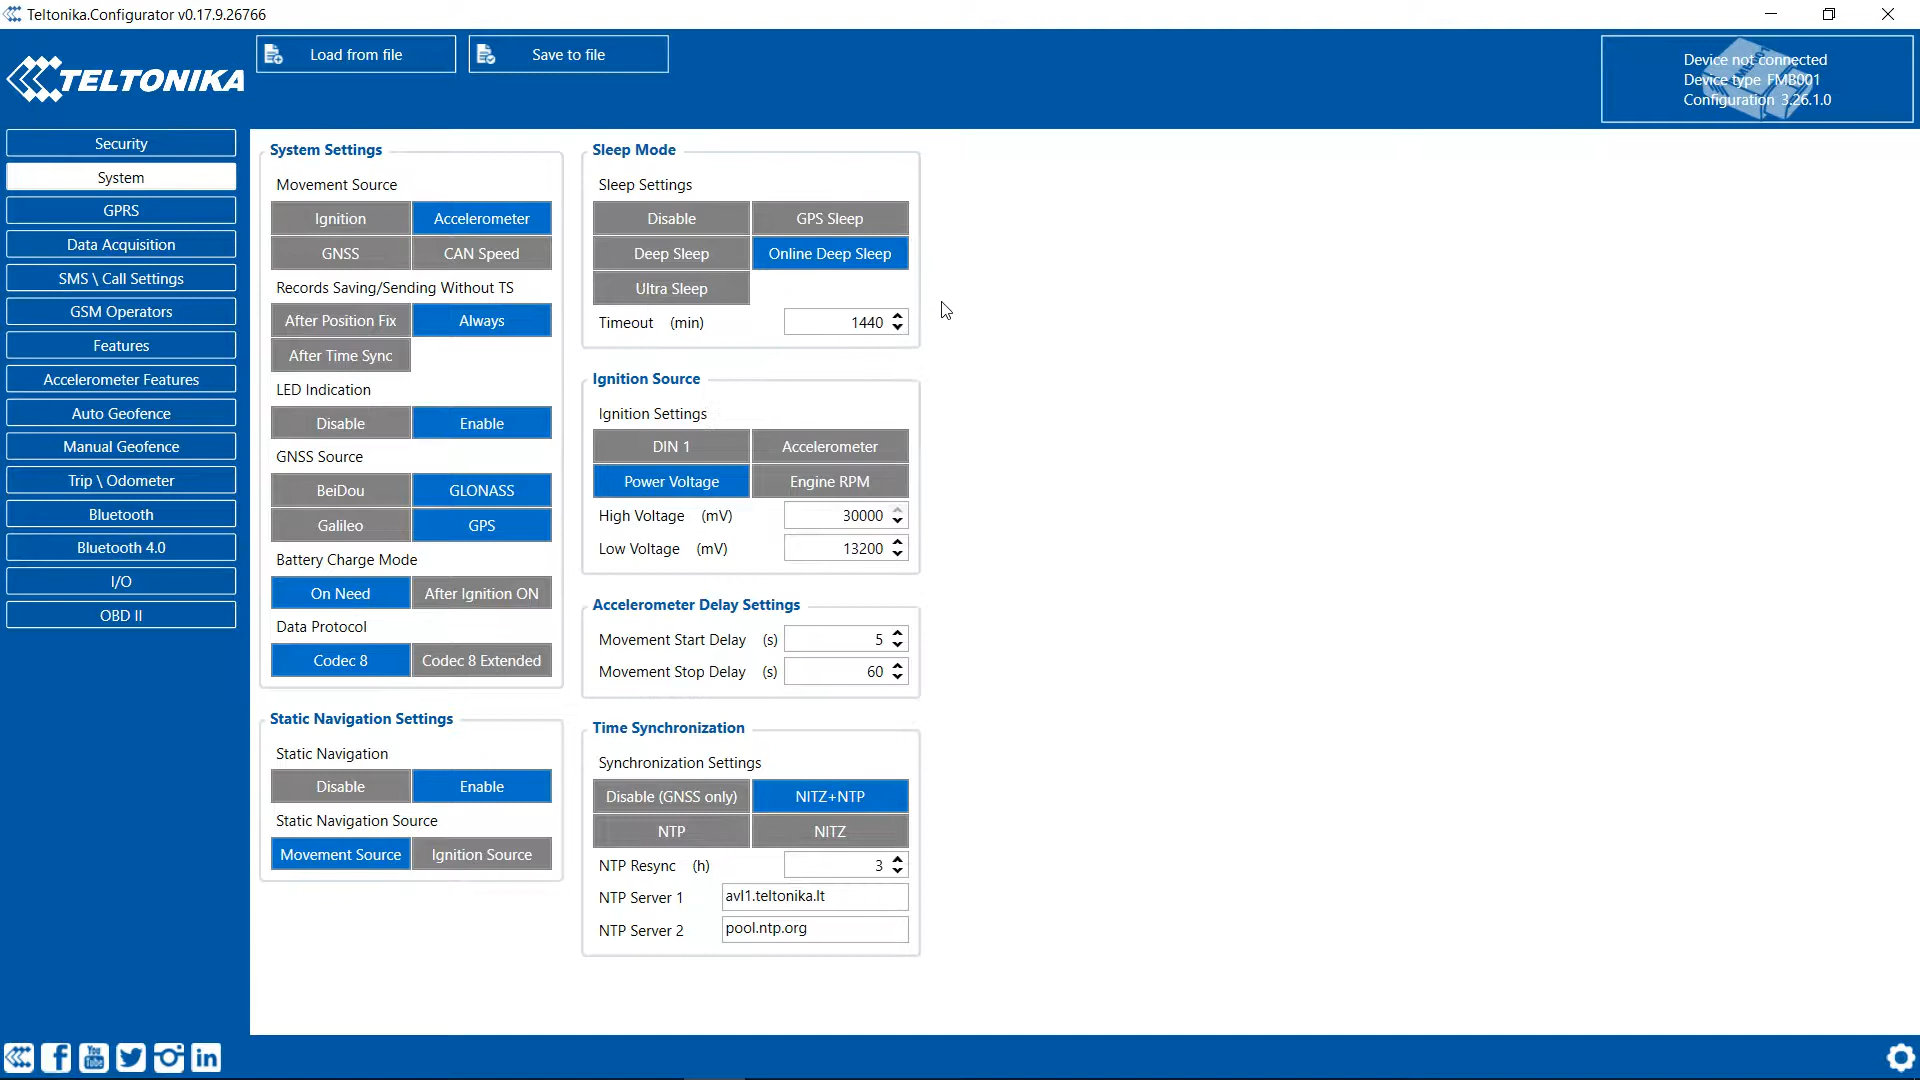 Teltonika.Configurator v0.17.9.26766
TELTONIKA
Load from file
Save to file
Device not connected
Device type FMB001
Configuration 3.26.1.0
Security
System
GPRS
Data Acquisition
SMS \ Call Settings
GSM Operators
Features
Accelerometer Features
Auto Geofence
Manual Geofence
Trip \ Odometer
Bluetooth
Bluetooth 4.0
I/O
OBD II
System Settings
Movement Source
Ignition Accelerometer
GNSS CAN Speed
Records Saving/Sending Without TS
After Position Fix Always
After Time Sync
LED Indication
Disable Enable
GNSS Source
BeiDou GLONASS
Galileo GPS
Battery Charge Mode
On Need After Ignition ON
Data Protocol
Codec 8 Codec 8 Extended
Static Navigation Settings
Static Navigation
Disable Enable
Static Navigation Source
Movement Source Ignition Source
Sleep Mode
Sleep Settings
Disable GPS Sleep
Deep Sleep Online Deep Sleep
Ultra Sleep
Timeout (min) 1440
Ignition Source
Ignition Settings
DIN 1 Accelerometer
Power Voltage Engine RPM
High Voltage (mV) 30000
Low Voltage (mV) 13200
Accelerometer Delay Settings
Movement Start Delay (s) 5
Movement Stop Delay (s) 60
Time Synchronization
Synchronization Settings
Disable (GNSS only) NITZ+NTP
NTP NITZ
NTP Resync (h) 3
NTP Server 1 avl1.teltonika.lt
NTP Server 2 pool.ntp.org
You
Tube
in